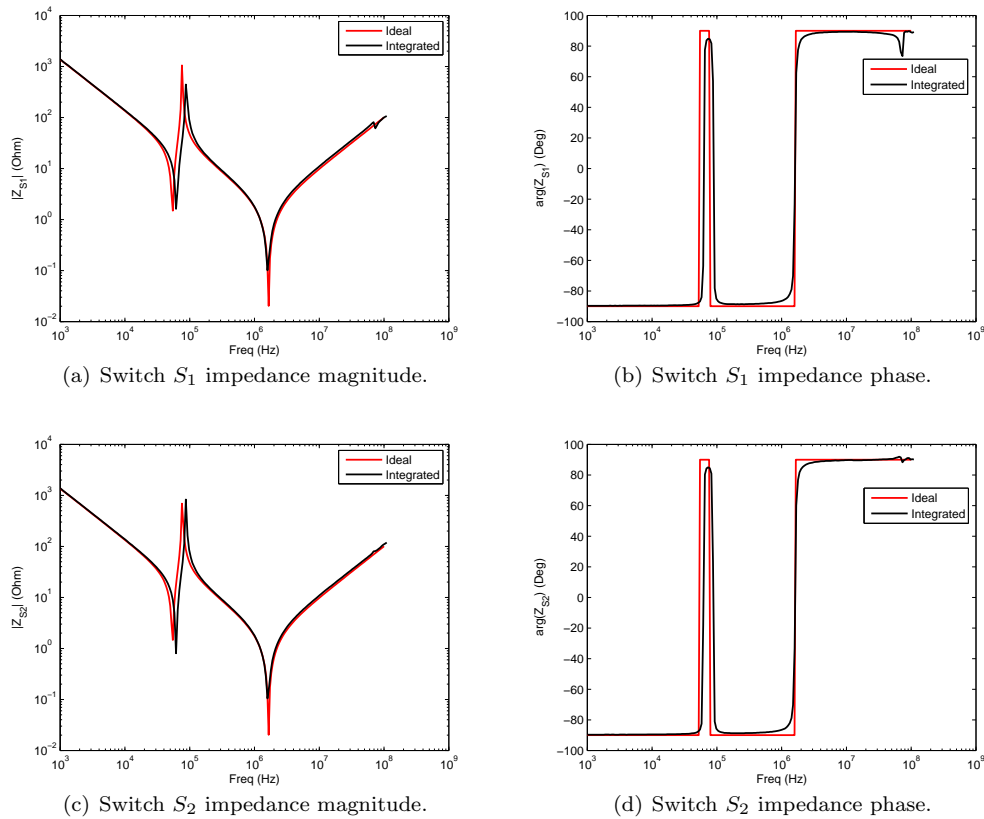 10^4
10^3
10^2
10^1
10^0
10^−1
10^−2
|Z_S1| (Ohm)
Ideal
Integrated
10^3 10^4 10^5 10^6 10^7 10^8 10^9
Freq (Hz)
(a) Switch S_1 impedance magnitude.
100
80
60
40
20
0
−20
−40
−60
−80
−100
arg(Z_S1) (Deg)
Ideal
Integrated
10^3 10^4 10^5 10^6 10^7 10^8 10^9
Freq (Hz)
(b) Switch S_1 impedance phase.
10^4
10^3
10^2
10^1
10^0
10^−1
10^−2
|Z_S2| (Ohm)
Ideal
Integrated
10^3 10^4 10^5 10^6 10^7 10^8 10^9
Freq (Hz)
(c) Switch S_2 impedance magnitude.
100
80
60
40
20
0
−20
−40
−60
−80
−100
arg(Z_S2) (Deg)
Ideal
Integrated
10^3 10^4 10^5 10^6 10^7 10^8 10^9
Freq (Hz)
(d) Switch S_2 impedance phase.